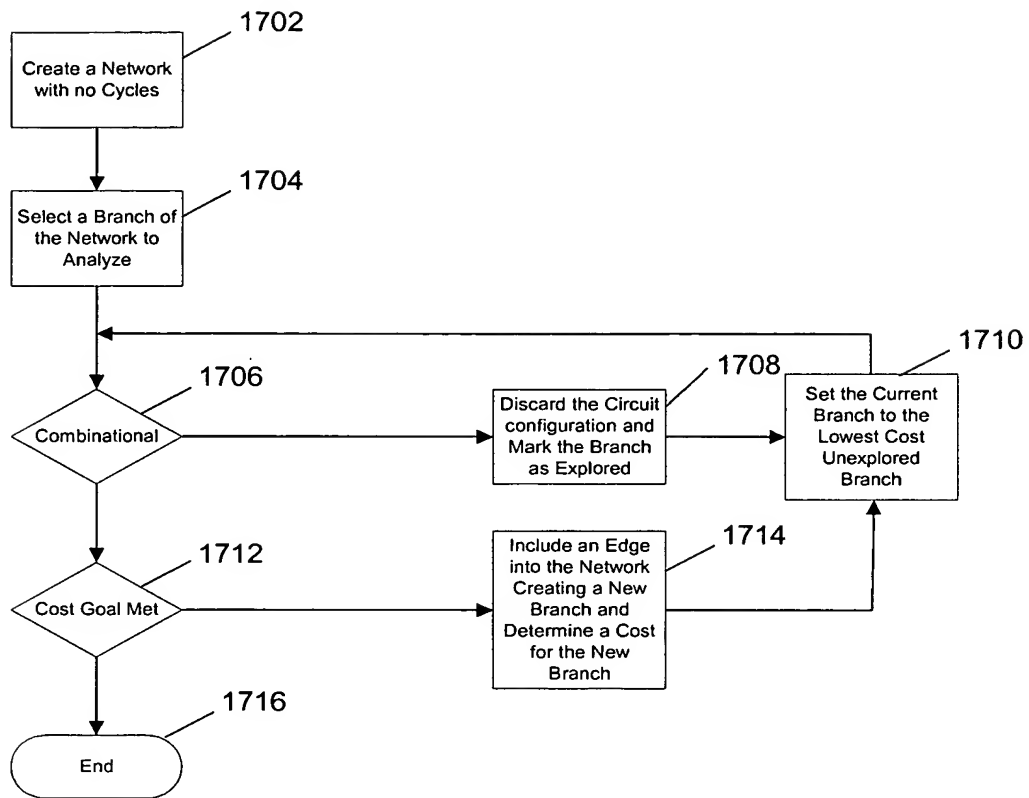 1702
Create a Network
with no Cycles
1704
Select a Branch of
the Network to
Analyze
1706
Combinational
1708
Discard the Circuit
configuration and
Mark the Branch
as Explored
1710
Set the Current
Branch to the
Lowest Cost
Unexplored
Branch
1712
Cost Goal Met
1714
Include an Edge
into the Network
Creating a New
Branch and
Determine a Cost
for the New
Branch
1716
End